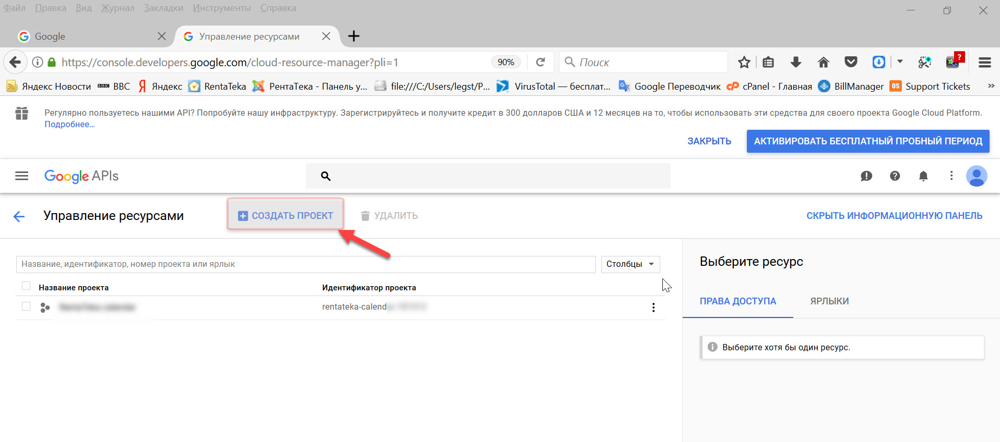 Файл Правка Вид Журнал Закладки Инструменты Справка
Google Управление ресурсами
https://console.developers.google.com/cloud-resource-manager?pli=1 90% Поиск ?
Яндекс Новости BBC BBC Я Яндекс RentaTeka РентаТека - Панель у... file:///C:/Users/legst/P... VirusTotal — бесплат... Google Переводчик cP cPanel - Главная BillManager OS Support Tickets »
Регулярно пользуетесь нашими API? Попробуйте нашу инфраструктуру. Зарегистрируйтесь и получите кредит в 300 долларов США и 12 месяцев на то, чтобы использовать эти средства для своего проекта Google Cloud Platform.
Подробнее…
ЗАКРЫТЬ АКТИВИРОВАТЬ БЕСПЛАТНЫЙ ПРОБНЫЙ ПЕРИОД
Google APIs
Управление ресурсами СОЗДАТЬ ПРОЕКТ УДАЛИТЬ СКРЫТЬ ИНФОРМАЦИОННУЮ ПАНЕЛЬ
Название, идентификатор, номер проекта или ярлык Столбцы
Выберите ресурс
Название проекта Идентификатор проекта
rentateka-calend
ПРАВА ДОСТУПА ЯРЛЫКИ
Выберите хотя бы один ресурс.